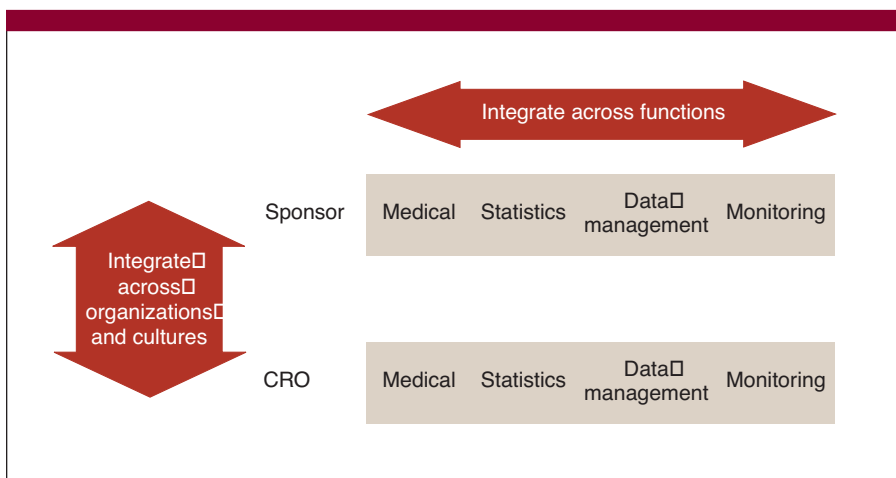 Integrate across functions
Sponsor Medical Statistics Data□ management Monitoring
Integrate□
across□
organizations□
and cultures
CRO Medical Statistics Data□ management Monitoring